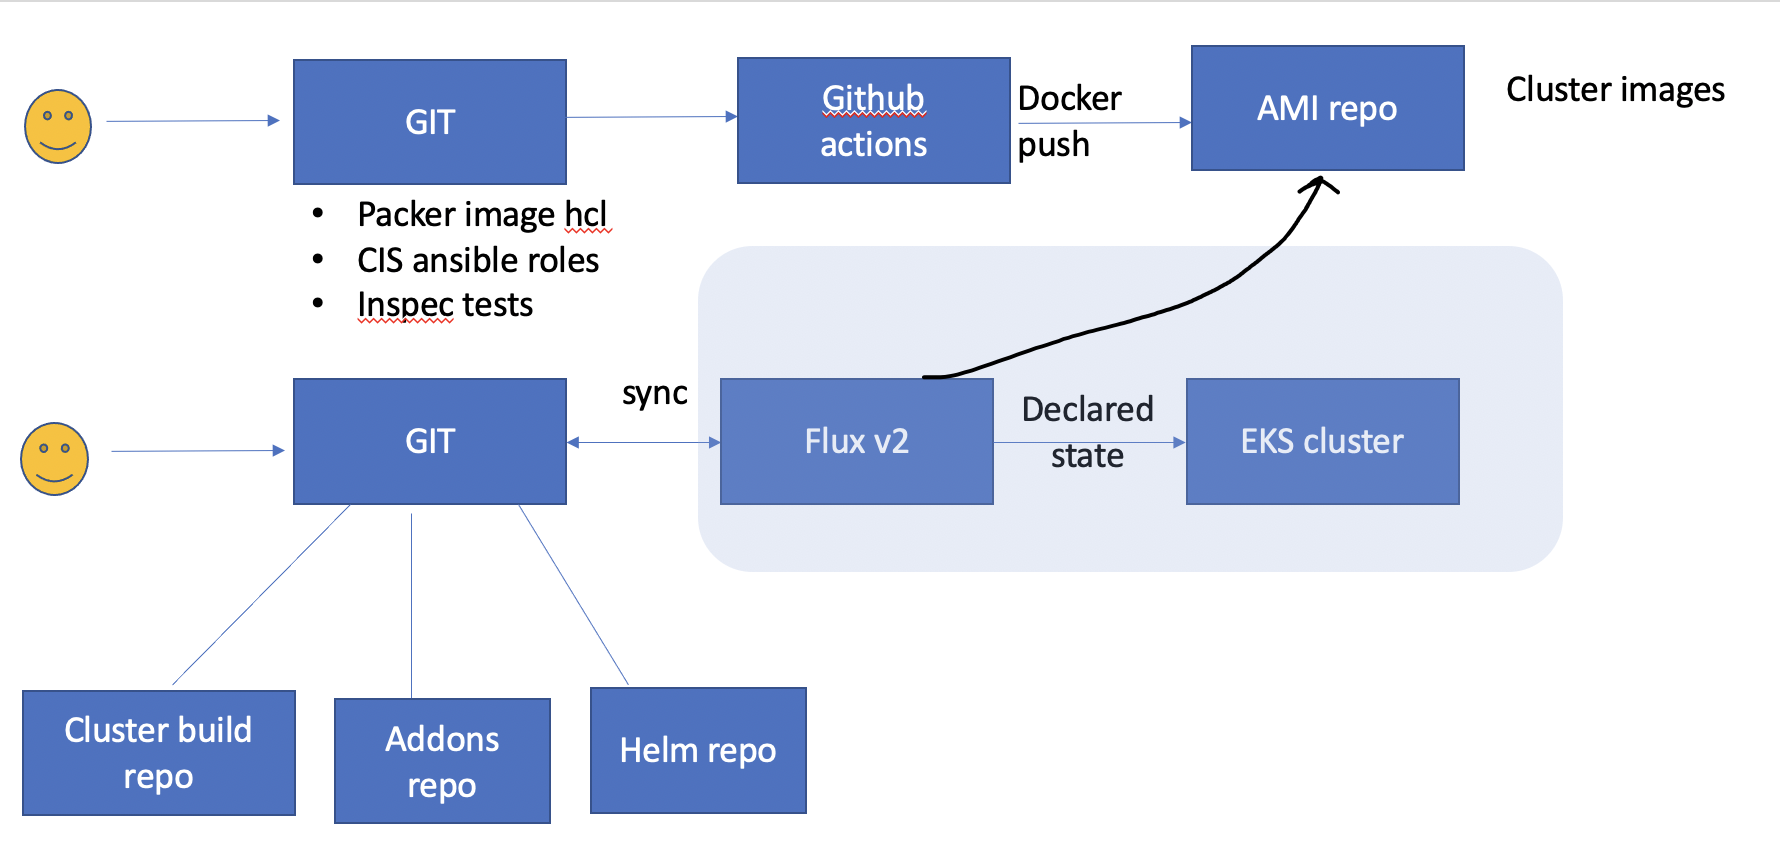 GIT
Github
actions
Docker
push
AMI repo
Cluster images
• Packer image hcl
• CIS ansible roles
• Inspec tests
GIT
sync
Flux v2
Declared
state
EKS cluster
Cluster build
repo
Addons
repo
Helm repo